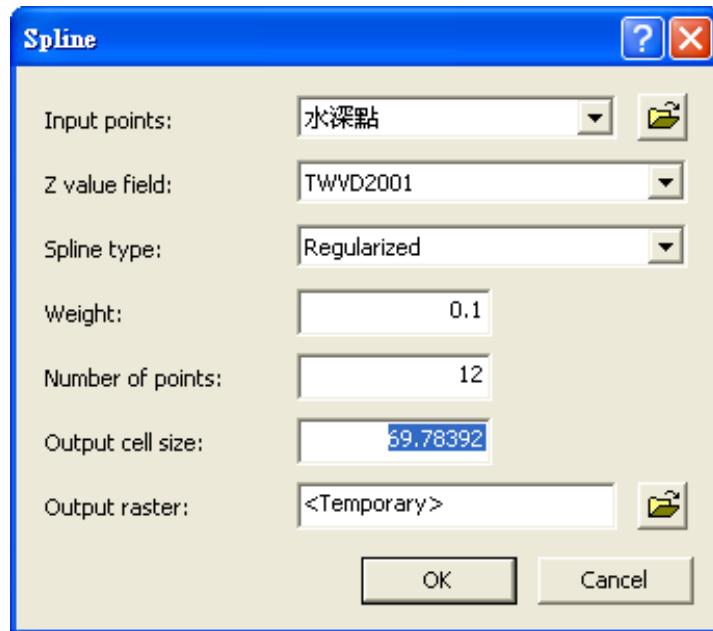 Spline
Input points: 水深點
Z value field: TWVD2001
Spline type: Regularized
Weight: 0.1
Number of points: 12
Output cell size: 69.78392
Output raster: <Temporary>
OK Cancel